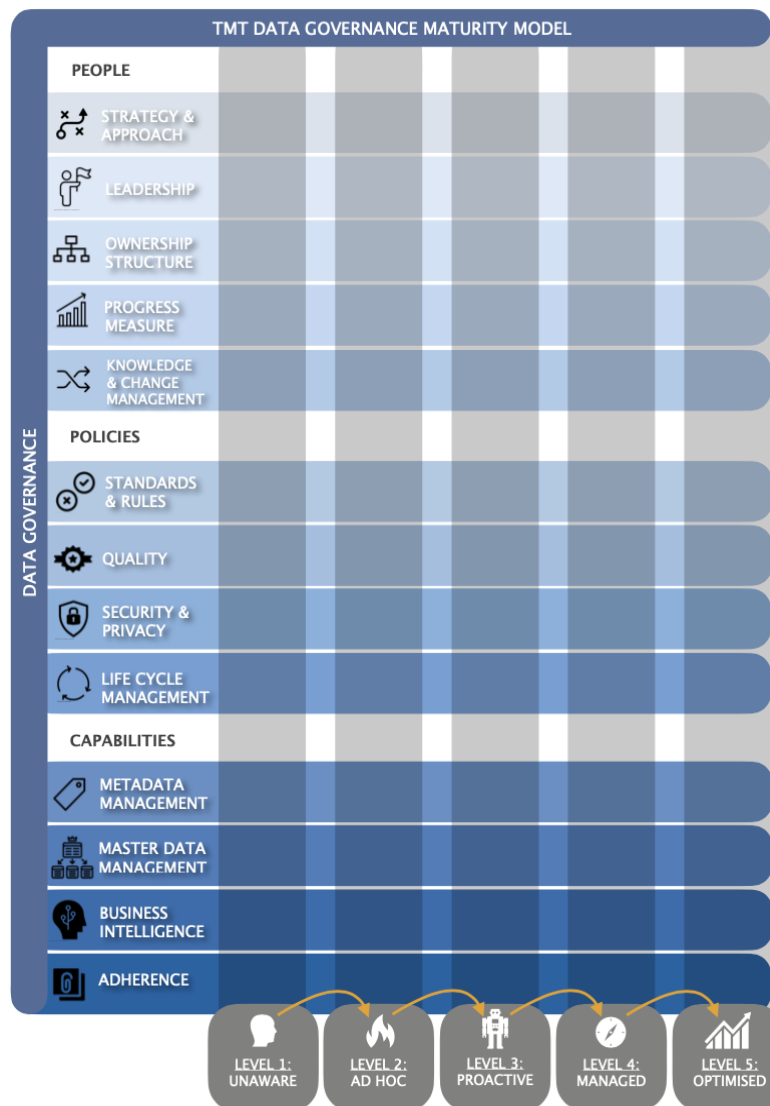 TMT DATA GOVERNANCE MATURITY MODEL
DATA GOVERNANCE
PEOPLE
STRATEGY &
APPROACH
LEADERSHIP
OWNERSHIP
STRUCTURE
PROGRESS
MEASURE
KNOWLEDGE
& CHANGE
MANAGEMENT
POLICIES
STANDARDS
& RULES
QUALITY
SECURITY &
PRIVACY
LIFE CYCLE
MANAGEMENT
CAPABILITIES
METADATA
MANAGEMENT
MASTER DATA
MANAGEMENT
BUSINESS
INTELLIGENCE
ADHERENCE
LEVEL 1:
UNAWARE
LEVEL 2:
AD HOC
LEVEL 3:
PROACTIVE
LEVEL 4:
MANAGED
LEVEL 5:
OPTIMISED